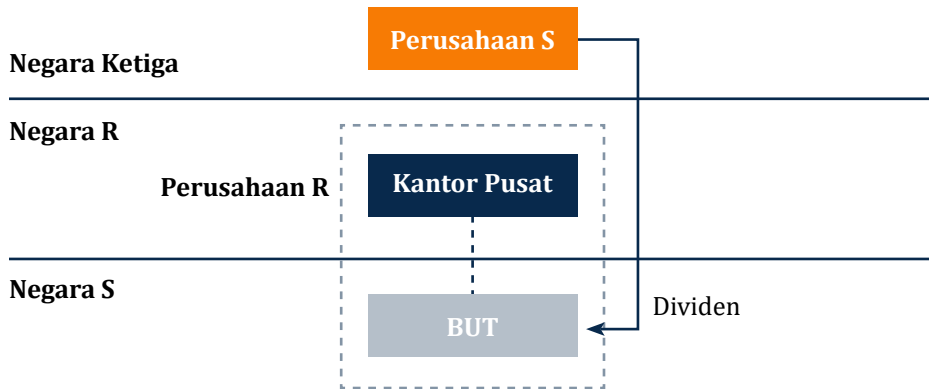 Perusahaan S
Negara Ketiga
Negara R
Perusahaan R
Kantor Pusat
Negara S
Dividen
BUT